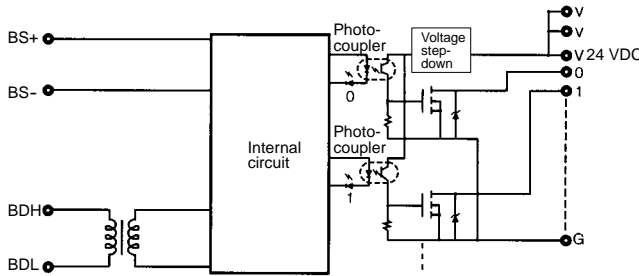 BS+
BS−
BDH
BDL
Internal
circuit
Photo-
coupler
0
Photo-
coupler
1
Voltage
step-
down
V
V
V 24 VDC
0
1
G